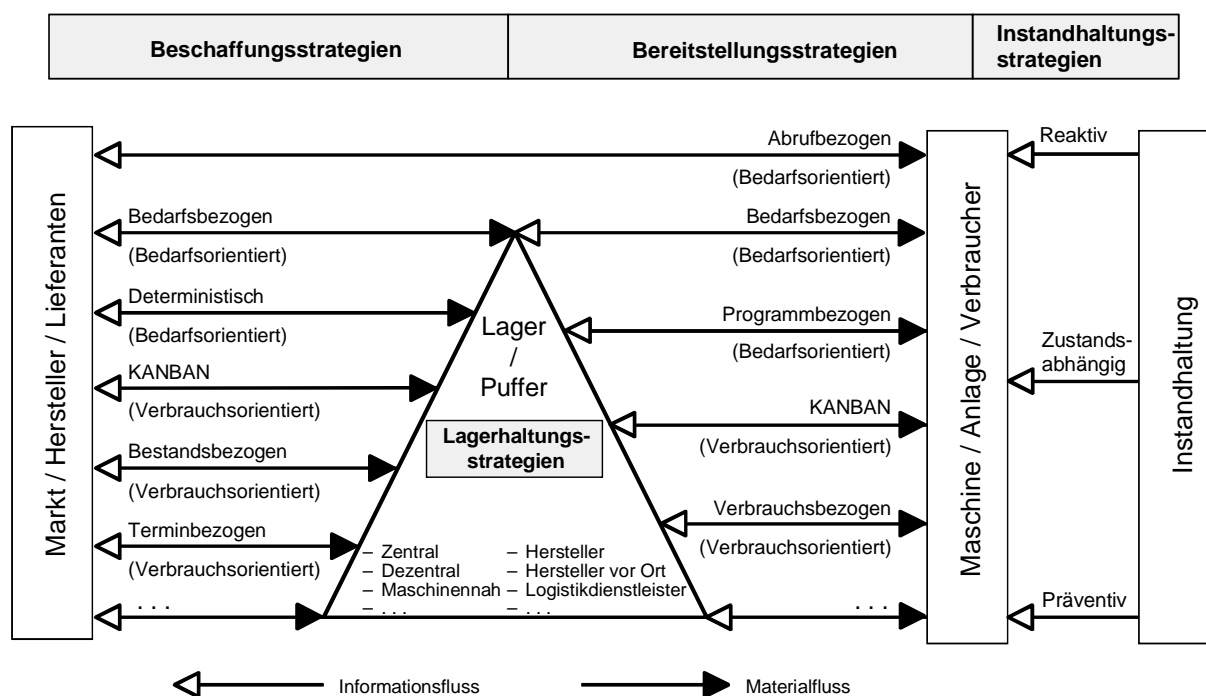 Beschaffungsstrategien
Bereitstellungsstrategien
Instandhaltungs-
strategien
Markt / Hersteller / Lieferanten
Abrufbezogen
(Bedarfsorientiert)
Bedarfsbezogen
(Bedarfsorientiert)
Deterministisch
(Bedarfsorientiert)
KANBAN
(Verbrauchsorientiert)
Bestandsbezogen
(Verbrauchsorientiert)
Terminbezogen
(Verbrauchsorientiert)
. . .
Lager
/
Puffer
Lagerhaltungs-
strategien
– Zentral
– Dezentral
– Maschinennah
– . . .
– Hersteller
– Hersteller vor Ort
– Logistikdienstleister
– . . .
Bedarfsbezogen
(Bedarfsorientiert)
Programmbezogen
(Bedarfsorientiert)
KANBAN
(Verbrauchsorientiert)
Verbrauchsbezogen
(Verbrauchsorientiert)
. . .
Maschine / Anlage / Verbraucher
Reaktiv
Zustands-
abhängig
Präventiv
Instandhaltung
Informationsfluss
Materialfluss